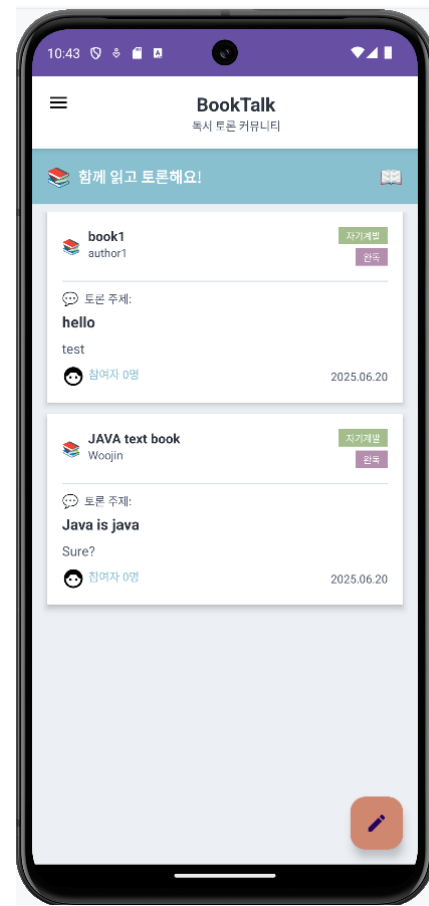 10:43
BookTalk
독서 토론 커뮤니티
함께 읽고 토론해요!
book1
author1
자기계발
완독
토론 주제:
hello
test
참여자 0명
2025.06.20
JAVA text book
Woojin
자기계발
완독
토론 주제:
Java is java
Sure?
참여자 0명
2025.06.20